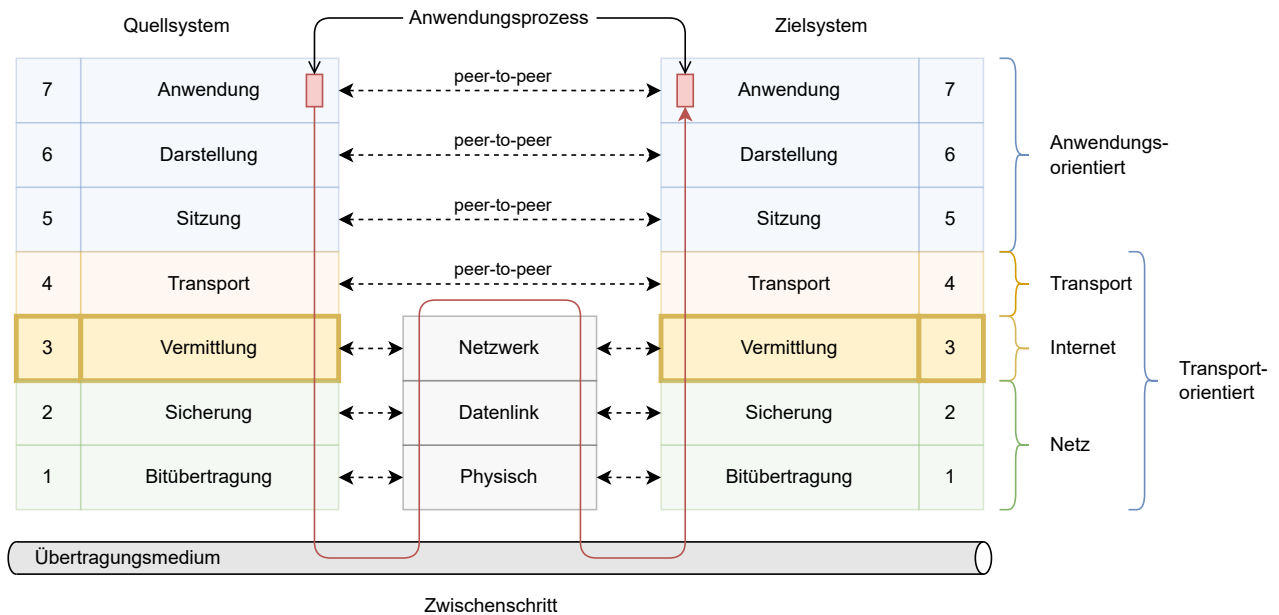 Quellsystem
Anwendungsprozess
Zielsystem
7 Anwendung peer-to-peer Anwendung 7
6 Darstellung peer-to-peer Darstellung 6
Anwendungs-
orientiert
5 Sitzung peer-to-peer Sitzung 5
4 Transport peer-to-peer Transport 4 Transport
3 Vermittlung Netzwerk Vermittlung 3 Internet
Transport-
orientiert
2 Sicherung Datenlink Sicherung 2
Netz
1 Bitübertragung Physisch Bitübertragung 1
Übertragungsmedium
Zwischenschritt